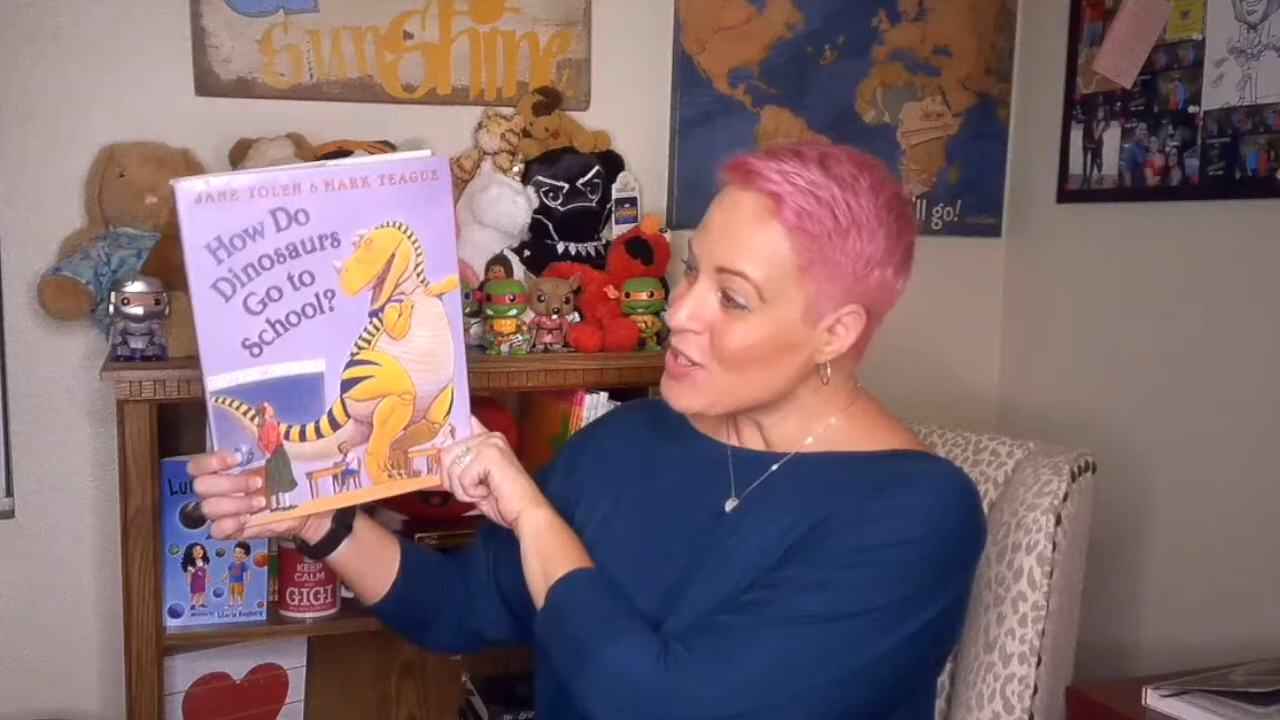 sunshine
JANE YOLEN & MARK TEAGUE
How Do
Dinosaurs
Go to
School?
'll go!
KEEP
CALM
GIGI